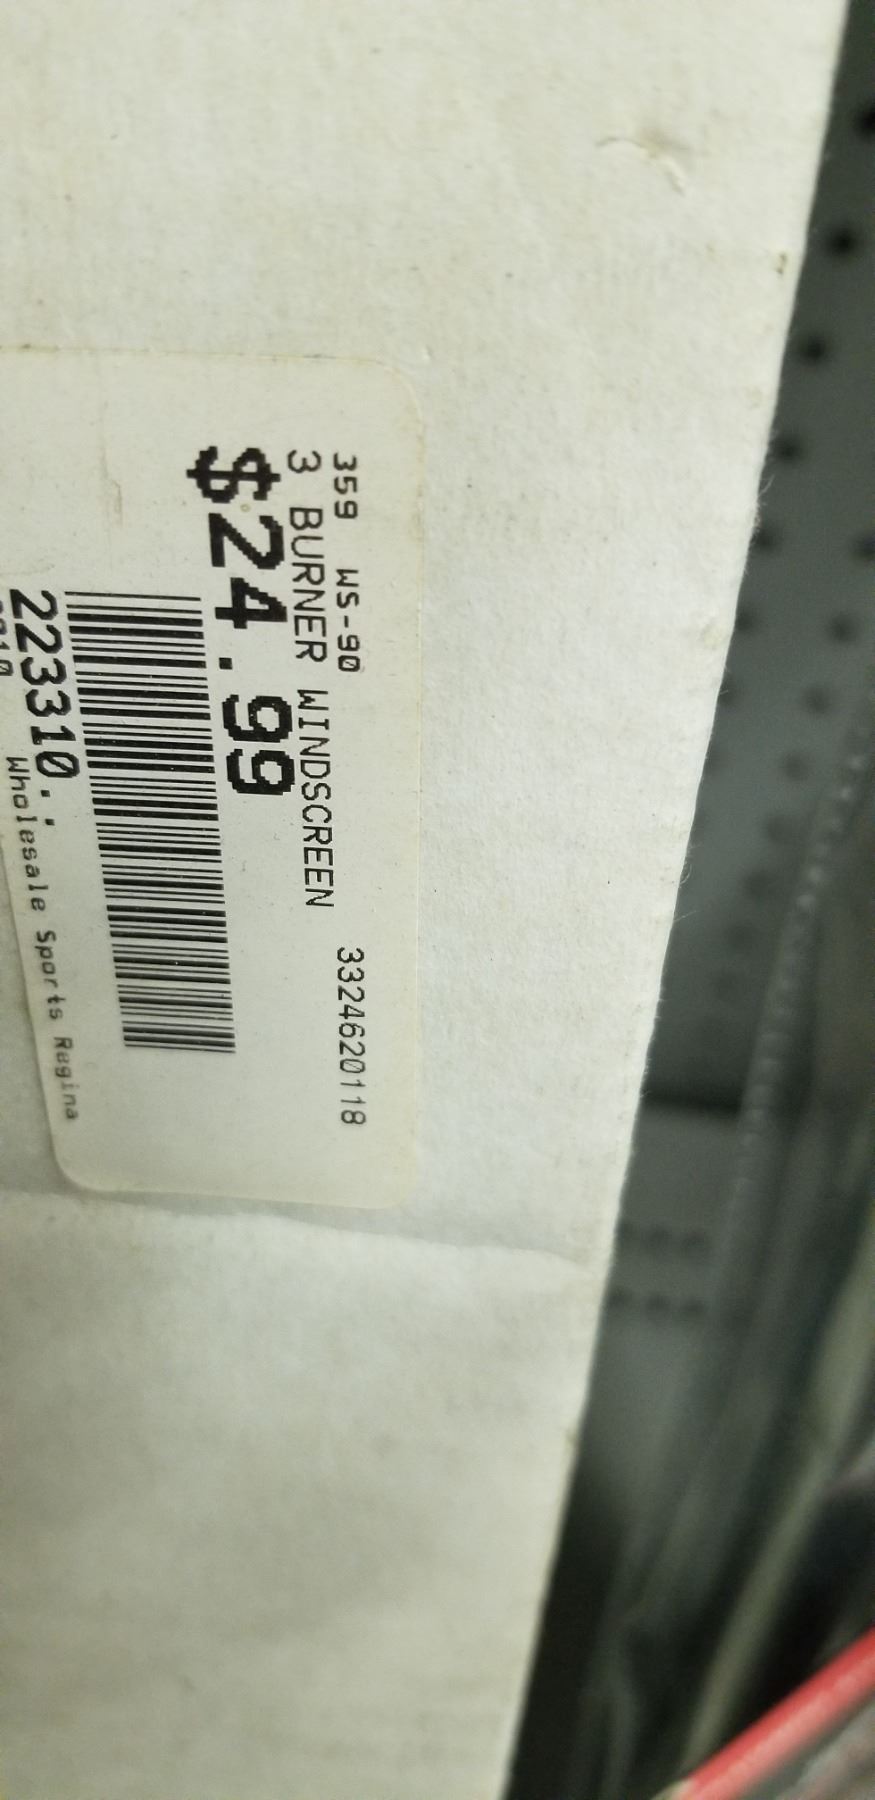 359 WS-90 3324620118
3 BURNER WINDSCREEN
$24.99
223310..
Wholesale Sports Regina